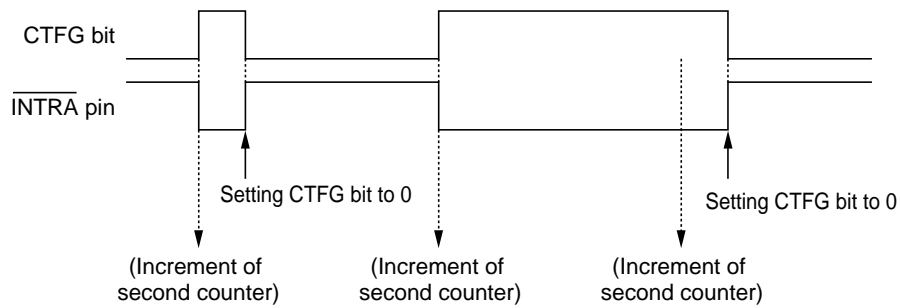 CTFG bit
INTRA pin
Setting CTFG bit to 0
Setting CTFG bit to 0
(Increment of
second counter)
(Increment of
second counter)
(Increment of
second counter)